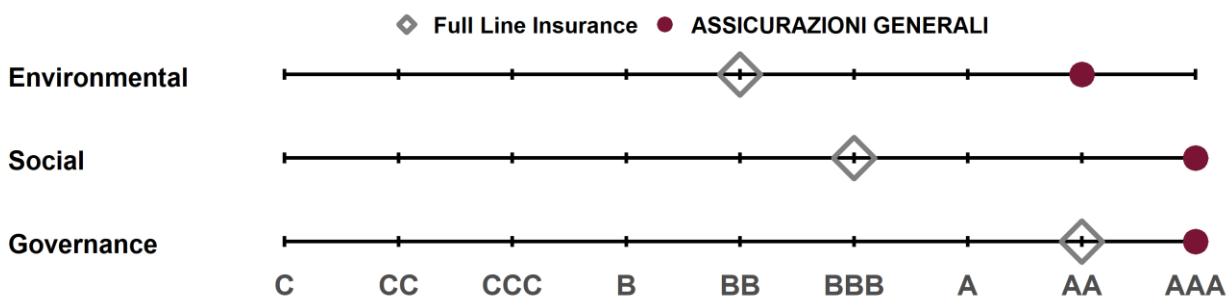 Full Line Insurance ASSICURAZIONI GENERALI
Environmental
Social
Governance
C CC CCC B BB BBB A AA AAA